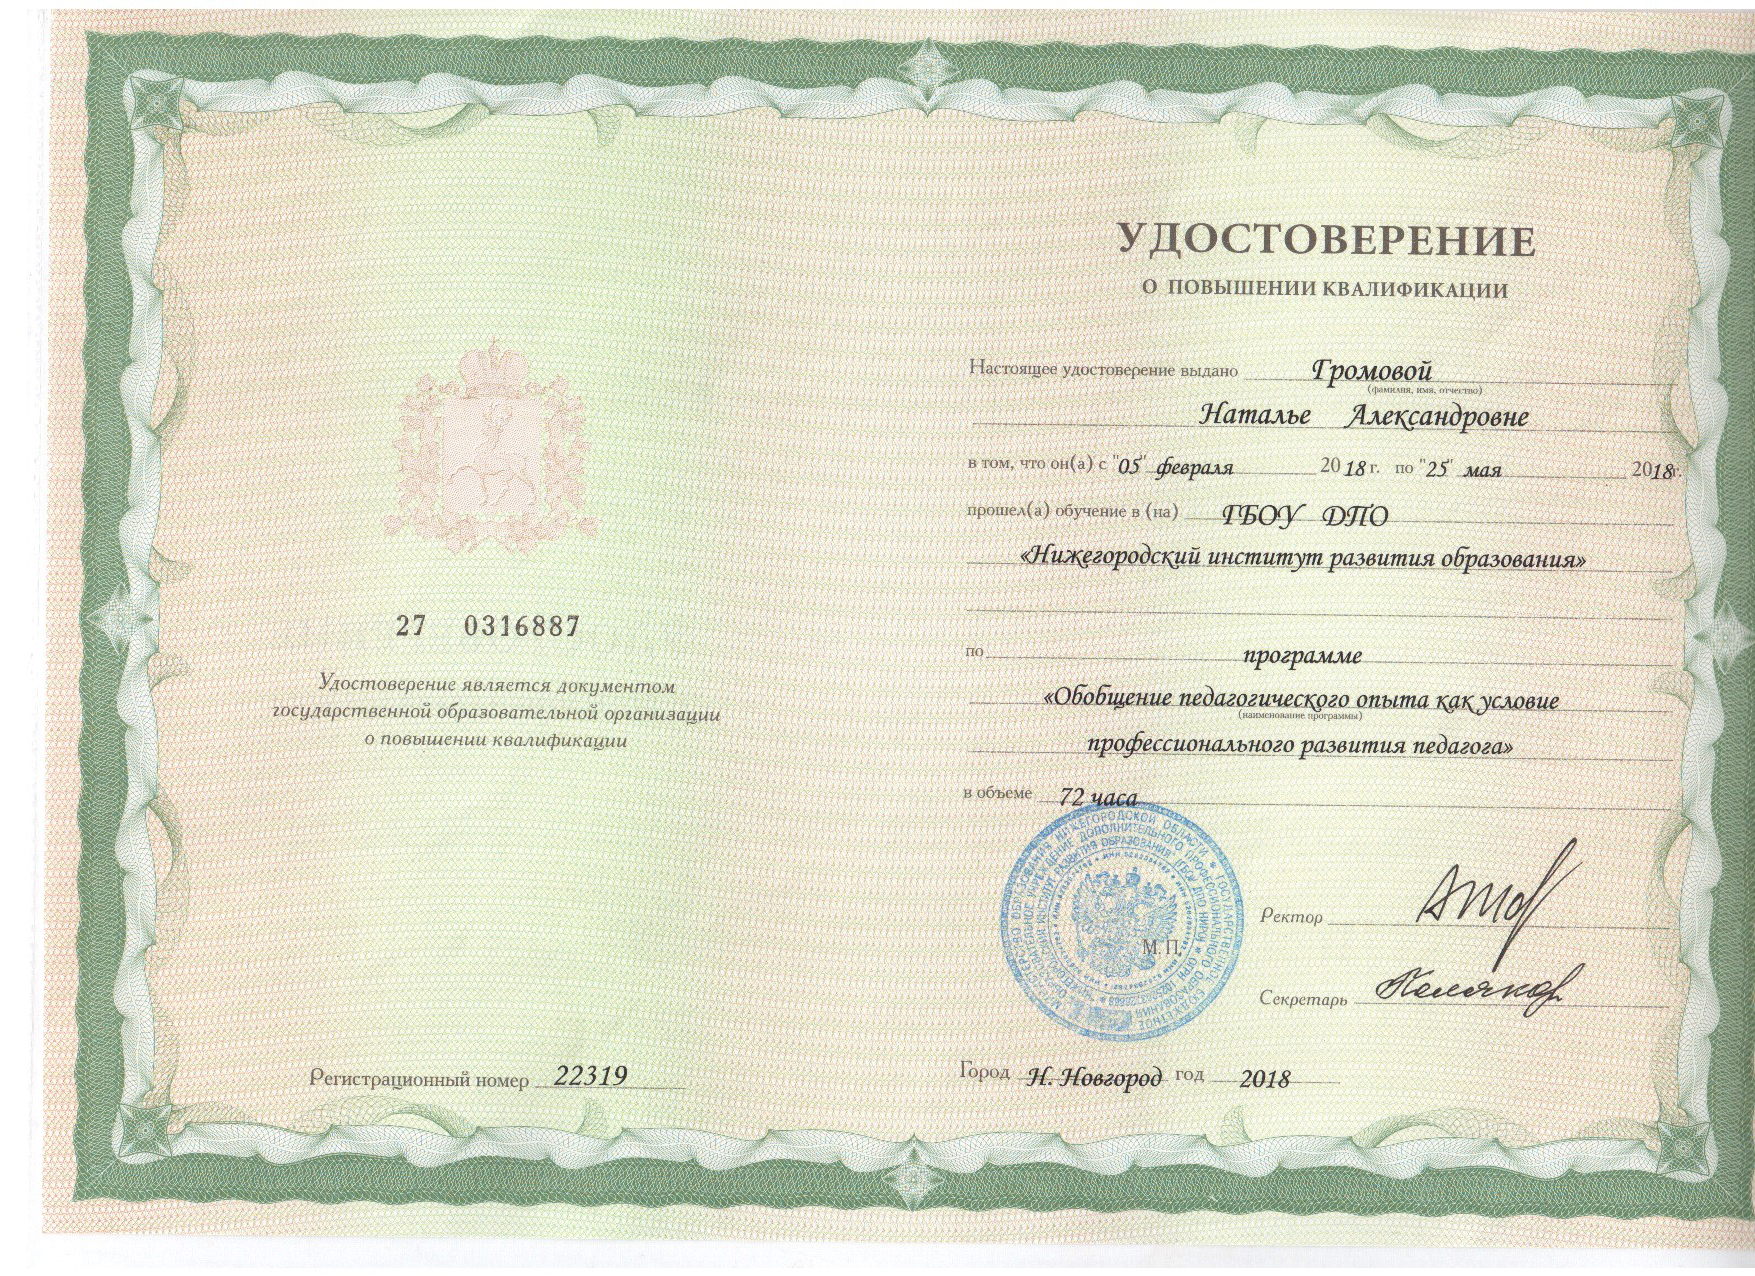 27 0316887
Удостоверение является документом
государственной образовательной организации
о повышении квалификации
Регистрационный номер 22319
УДОСТОВЕРЕНИЕ
О ПОВЫШЕНИИ КВАЛИФИКАЦИИ
Настоящее удостоверение выдано Громовой
(фамилия, имя, отчество)
Наталье Александровне
в том, что он(а) с "05" февраля 2018 г. по "25" мая 2018г.
прошел(а) обучение в (на) ГБОУ ДПО
«Нижегородский институт развития образования»
по программе
«Обобщение педагогического опыта как условие
(наименование программы)
профессионального развития педагога»
в объеме 72 часа
М. П.
Ректор
Секретарь
Город Н. Новгород год 2018